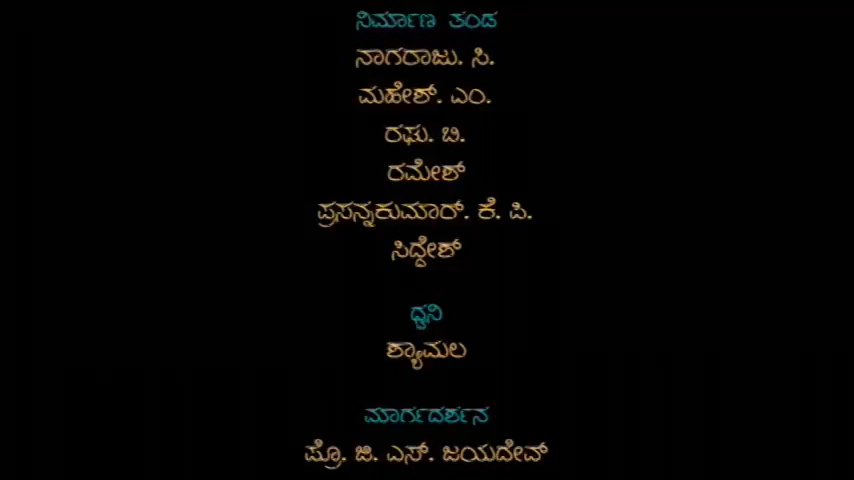 ನಿರ್ಮಾಣ ತಂಡ
ನಾಗರಾಜು. ಸಿ.
ಮಹೇಶ್. ಎಂ.
ರಘು. ಬಿ.
ರಮೇಶ್
ಪ್ರಸನ್ನಕುಮಾರ್. ಕೆ. ಪಿ.
ಸಿದ್ದೇಶ್
ಧ್ವನಿ
ಶ್ಯಾಮಲ
ಮಾರ್ಗದರ್ಶನ
ಪ್ರೊ. ಜಿ. ಎಸ್. ಜಯದೇವ್